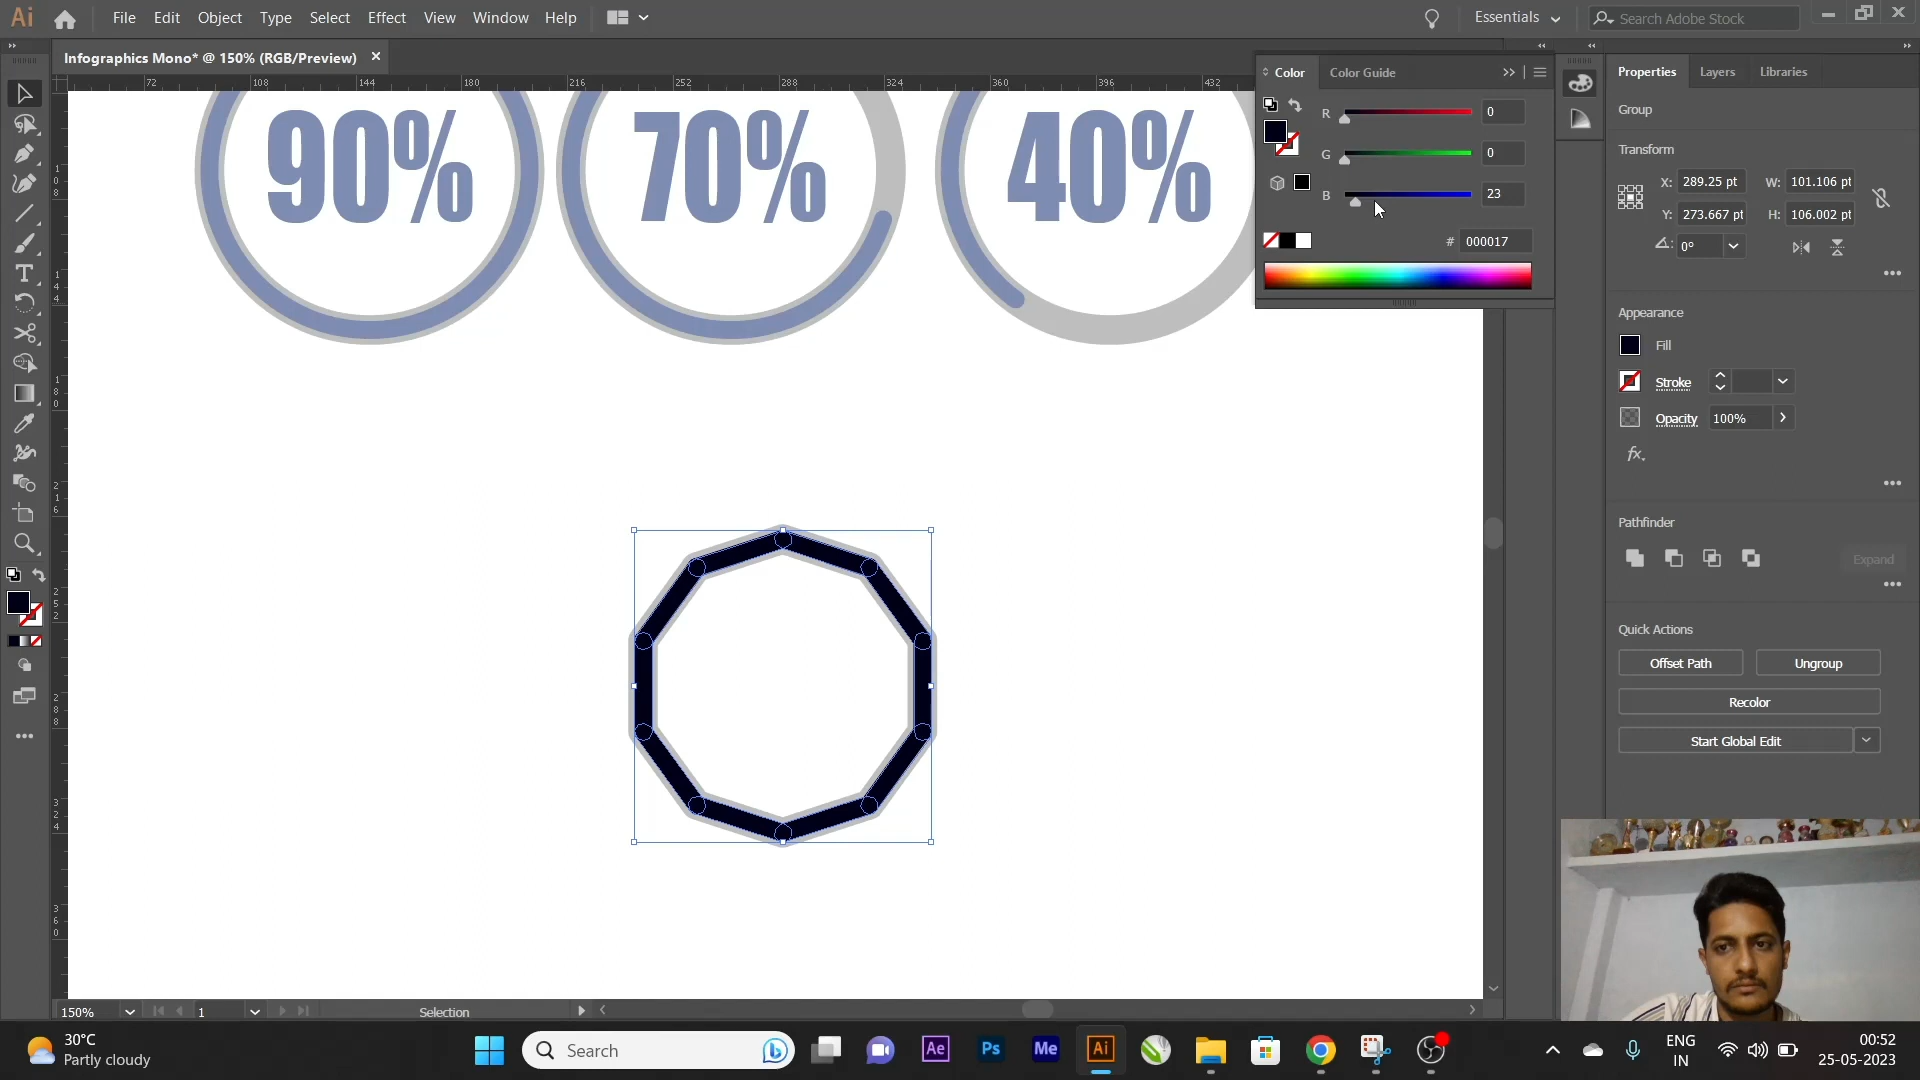 Ai File Edit Object Type Select Effect View Window Help Essentials Search Adobe Stock
Infographics Mono* @ 150% (RGB/Preview)
72 108 144 180 216 252 288 324 360 396 432
90% 70% 40%
Color Color Guide
R 0
G 0
B 23
# 000017
Properties Layers Libraries
Group
Transform
X: 289.25 pt W: 101.106 pt
Y: 273.667 pt H: 106.002 pt
0°
Appearance
Fill
Stroke
Opacity 100%
fx.
Pathfinder
Expand
Quick Actions
Offset Path Ungroup
Recolor
Start Global Edit
150% 1 Selection
30°C
Partly cloudy
Search
Ae Ps Me Ai
ENG
IN
00:52
25-05-2023